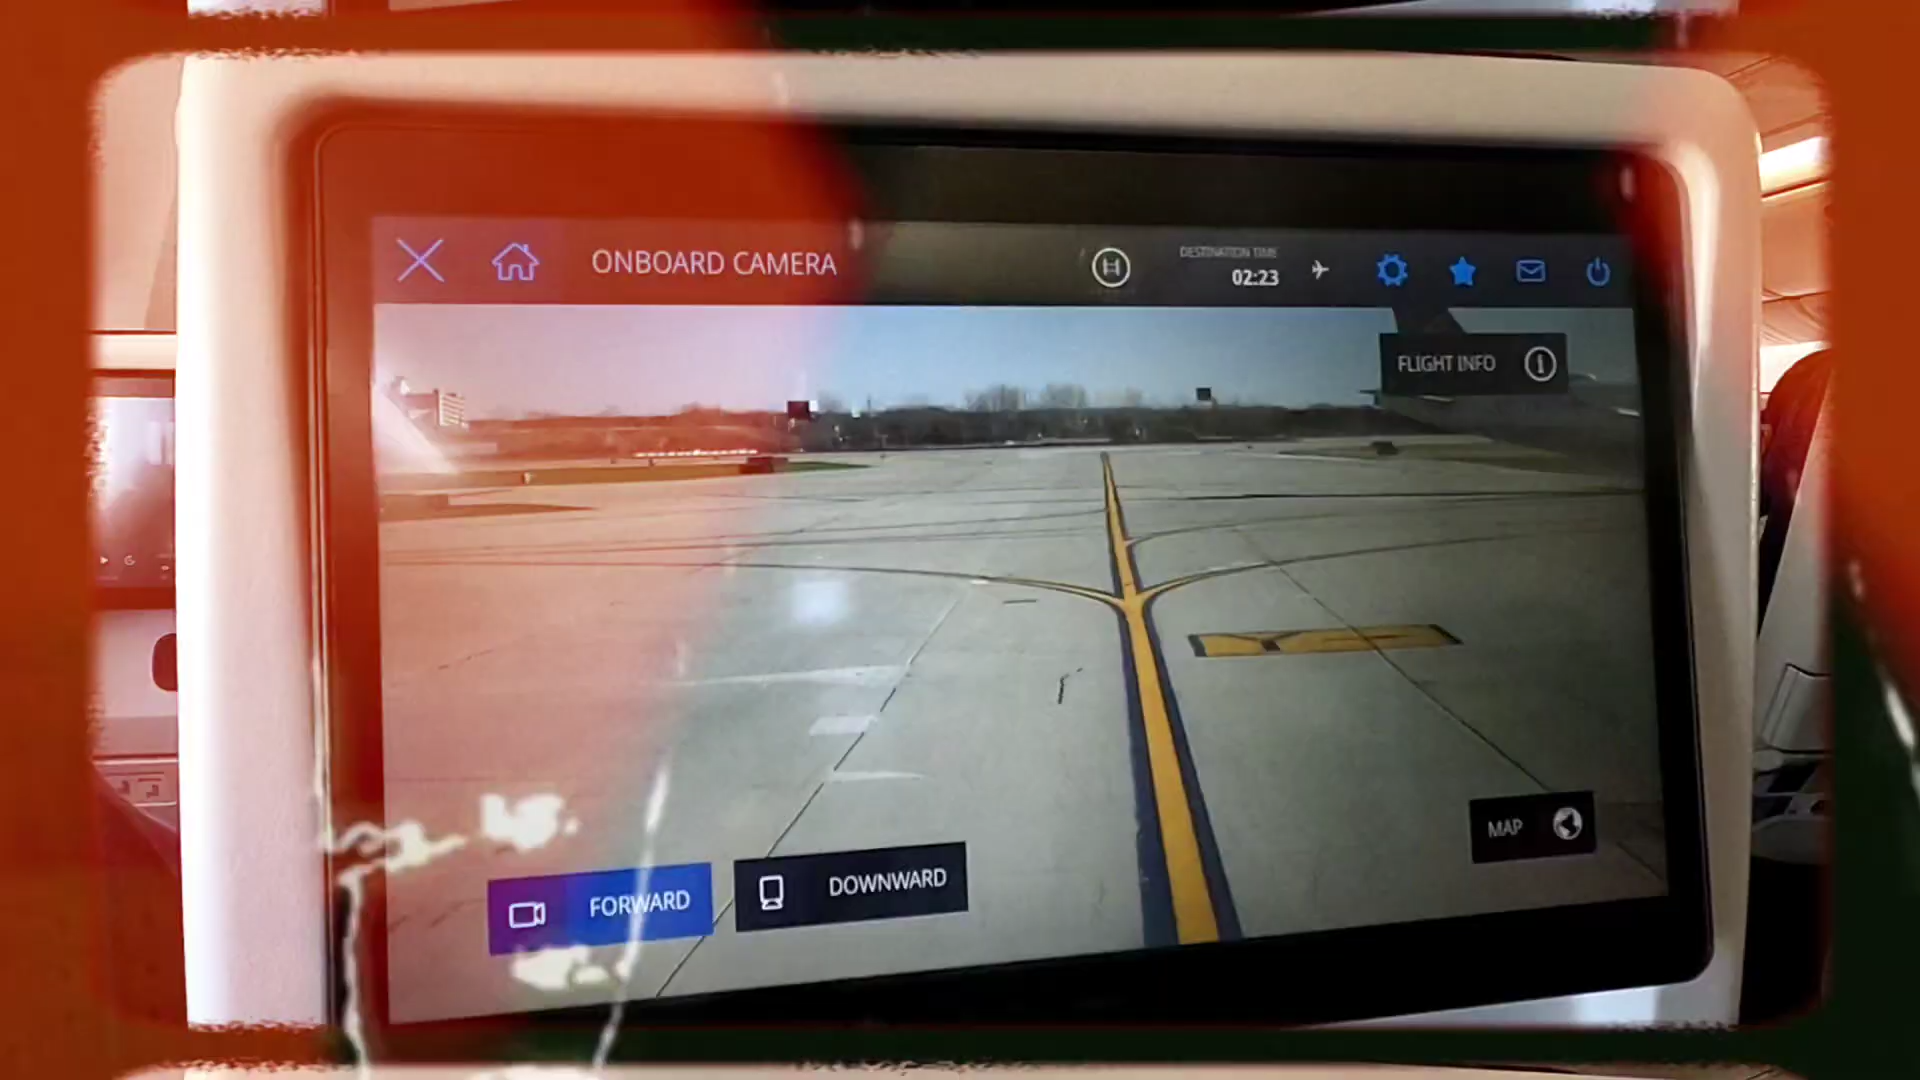 ONBOARD CAMERA
DESTINATION TIME
02:23
FLIGHT INFO
MAP
FORWARD
DOWNWARD